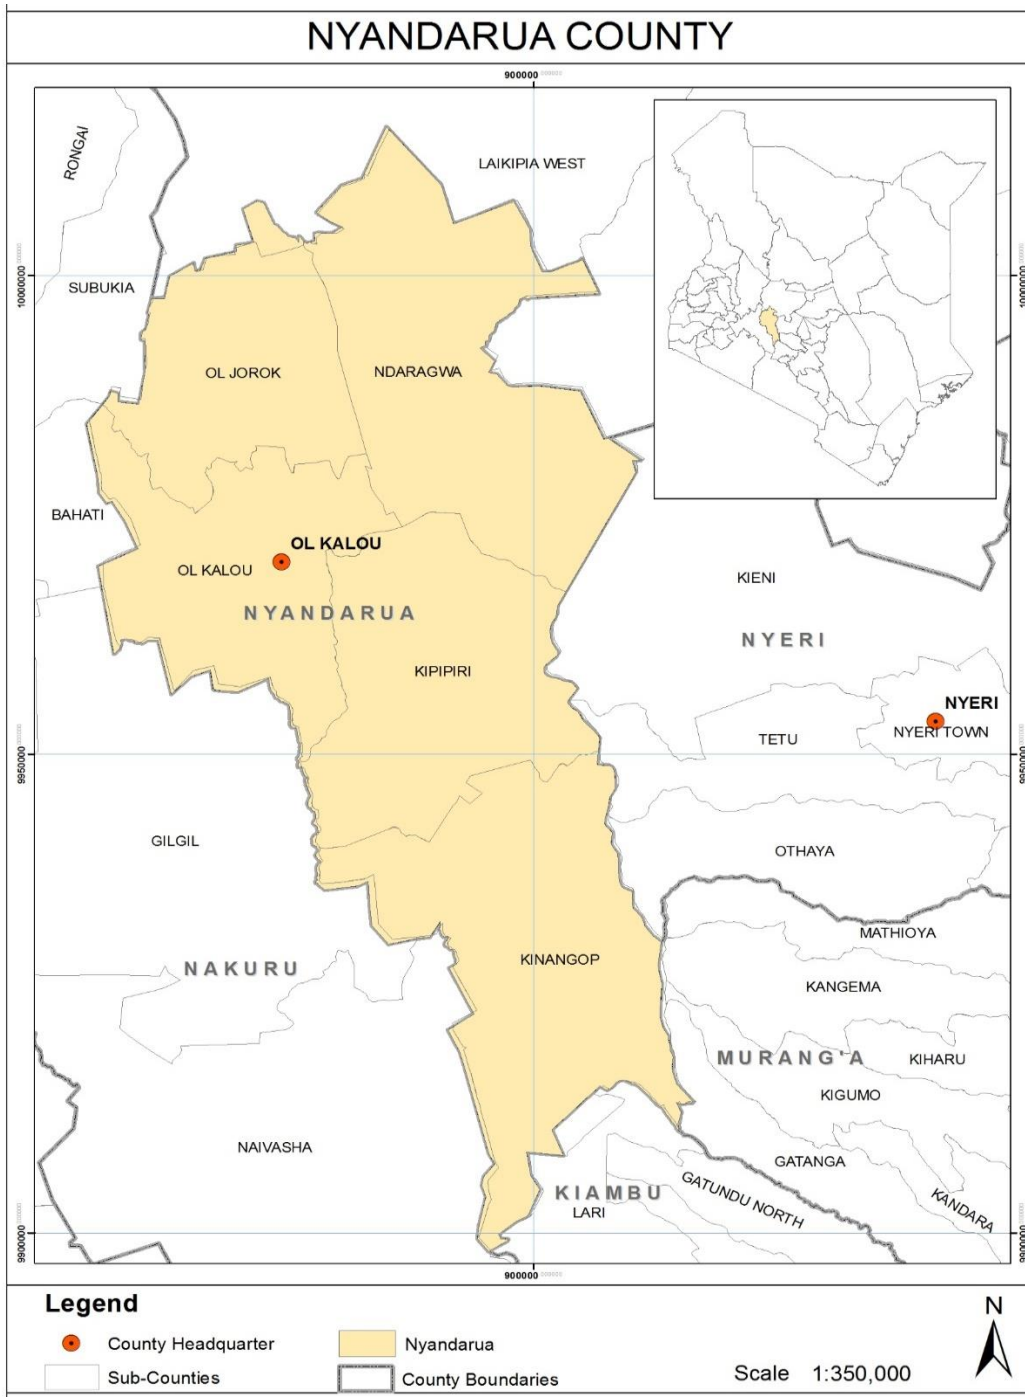 NYANDARUA COUNTY
900000
RONGAI
LAIKIPIA WEST
10000000
10000000
SUBUKIA
OL JOROK
NDARAGWA
BAHATI
OL KALOU
OL KALOU
KIENI
NYANDARUA
NYERI
KIPIPIRI
NYERI
NYERI TOWN
TETU
9950000
9950000
GILGIL
OTHAYA
MATHIOYA
KINANGOP
NAKURU
KANGEMA
MURANG'A
KIHARU
KIGUMO
NAIVASHA
GATANGA
KIAMBU
GATUNDU NORTH
KANDARA
LARI
9900000
9900000
900000
Legend
N
County Headquarter
Nyandarua
Sub-Counties
County Boundaries
Scale 1:350,000